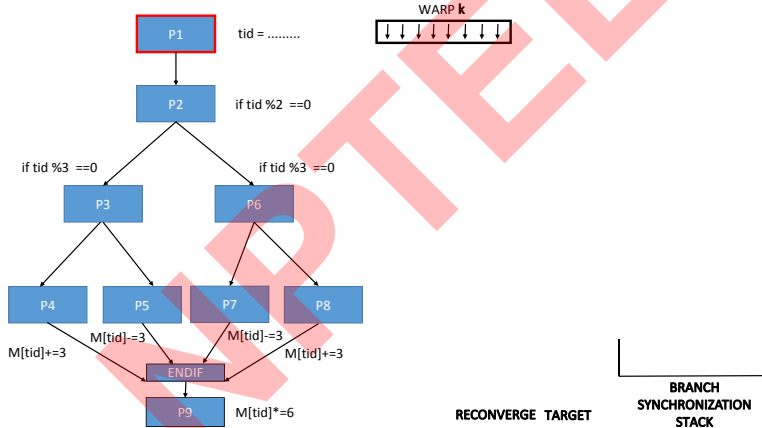 WARP k
P1
tid = .........
P2
if tid %2 ==0
if tid %3 ==0
if tid %3 ==0
P3
P6
P4
P5
P7
P8
M[tid]+=3
M[tid]-=3
M[tid]-=3
M[tid]+=3
ENDIF
P9
M[tid]*=6
RECONVERGE TARGET
BRANCH
SYNCHRONIZATION
STACK
NPTEL